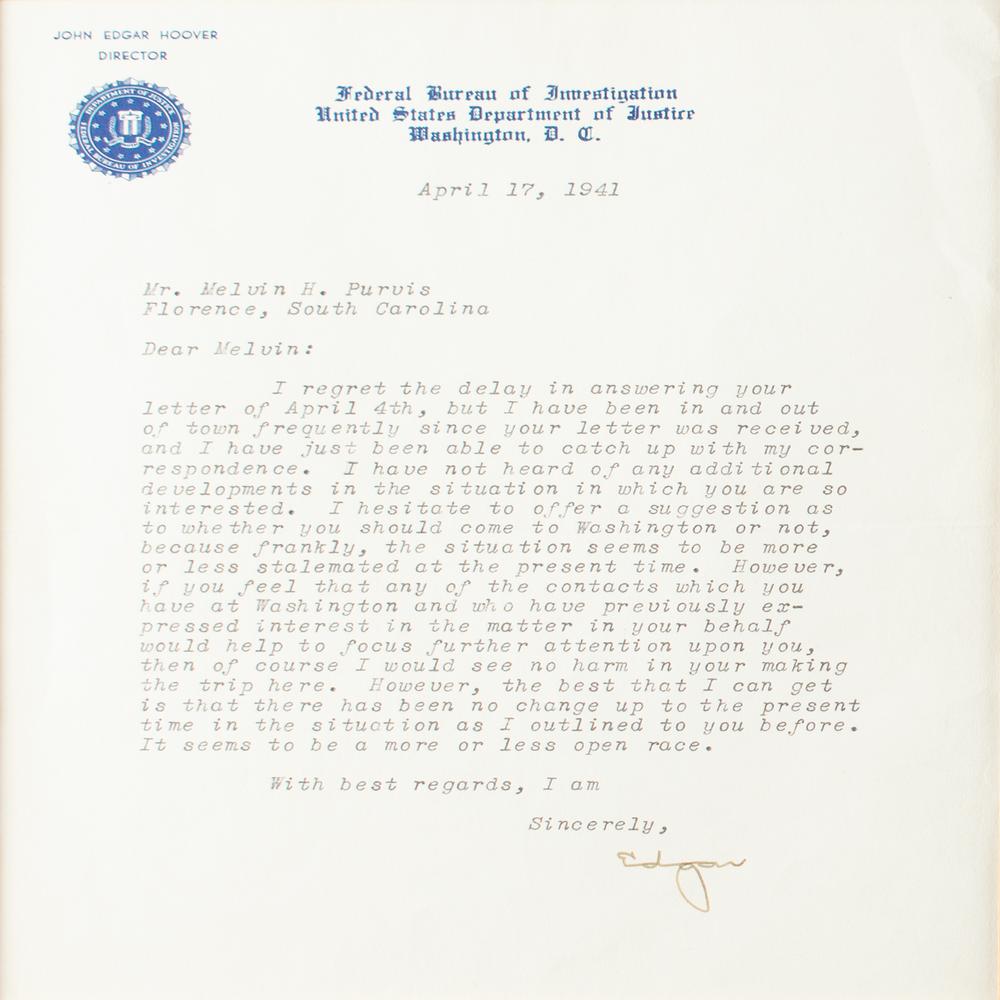 JOHN EDGAR HOOVER
DIRECTOR
DEPARTMENT OF JUSTICE
FEDERAL BUREAU OF INVESTIGATION
Federal Bureau of Investigation
United States Department of Justice
Washington, D. C.
April 17, 1941
Mr. Melvin H. Purvis
Florence, South Carolina
Dear Melvin:
I regret the delay in answering your
letter of April 4th, but I have been in and out
of town frequently since your letter was received,
and I have just been able to catch up with my cor-
respondence. I have not heard of any additional
developments in the situation in which you are so
interested. I hesitate to offer a suggestion as
to whether you should come to Washington or not,
because frankly, the situation seems to be more
or less stalemated at the present time. However,
if you feel that any of the contacts which you
have at Washington and who have previously ex-
pressed interest in the matter in your behalf
would help to focus further attention upon you,
then of course I would see no harm in your making
the trip here. However, the best that I can get
is that there has been no change up to the present
time in the situation as I outlined to you before.
It seems to be a more or less open race.
With best regards, I am
Sincerely,
Edgar